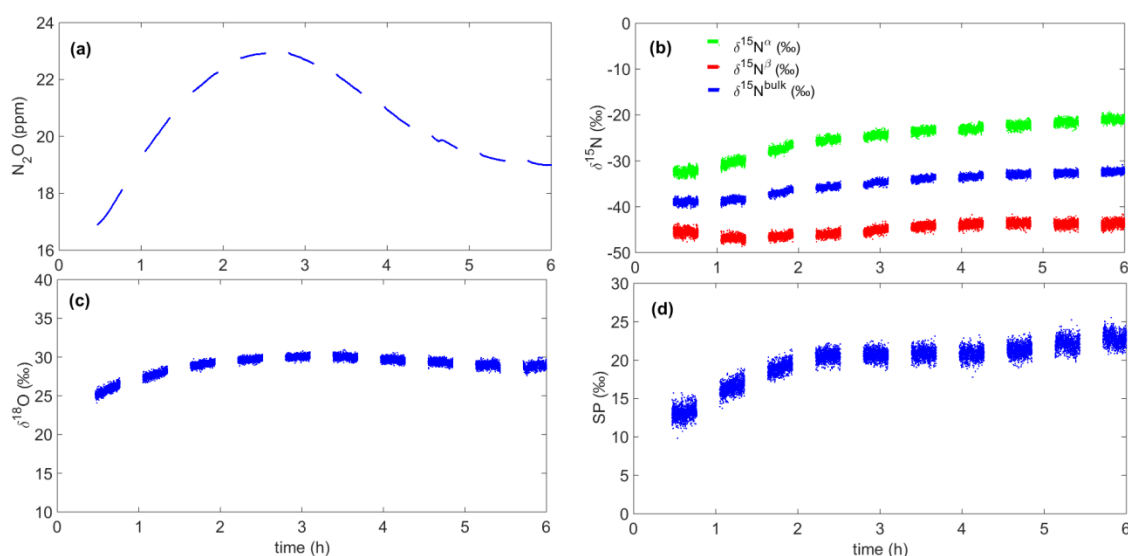 (a)
N₂O (ppm)
24
22
20
18
16
0 1 2 3 4 5 6
(b)
δ¹⁵Nᵅ (‰)
δ¹⁵Nᵝ (‰)
δ¹⁵Nᵇᵘˡᵏ (‰)
δ¹⁵N (‰)
0
-10
-20
-30
-40
-50
0 1 2 3 4 5 6
(c)
δ¹⁸O (‰)
40
35
30
25
20
15
10
0 1 2 3 4 5 6
time (h)
(d)
SP (‰)
30
25
20
15
10
5
0
0 1 2 3 4 5 6
time (h)